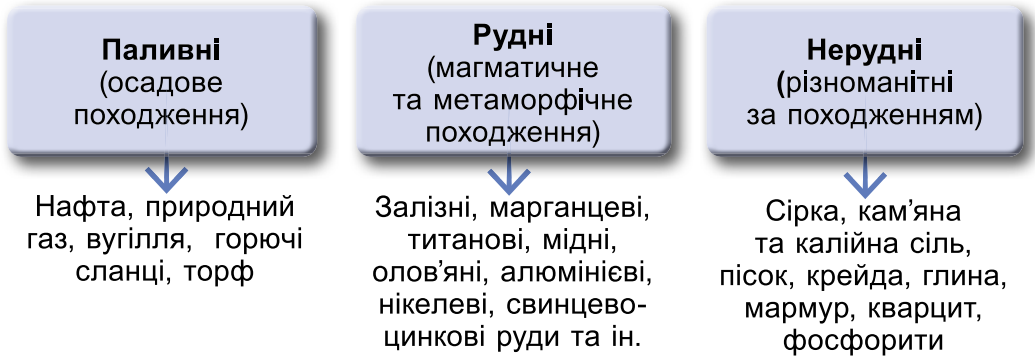 Паливні
(осадове
походження)
Нафта, природний
газ, вугілля, горючі
сланці, торф
Рудні
(магматичне
та метаморфічне
походження)
Залізні, марганцеві,
титанові, мідні,
олов’яні, алюмінієві,
нікелеві, свинцево-
цинкові руди та ін.
Нерудні
(різноманітні
за походженням)
Сірка, кам’яна
та калійна сіль,
пісок, крейда, глина,
мармур, кварцит,
фосфорити